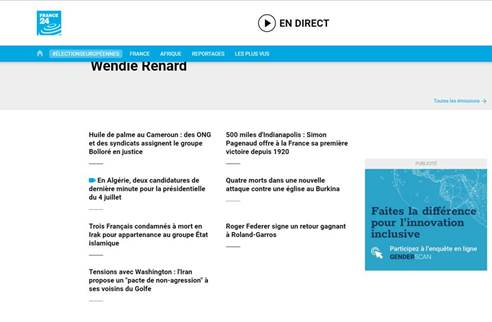 FRANCE
24
EN DIRECT
#ÉLECTIONSEUROPÉENNES FRANCE AFRIQUE REPORTAGES LES PLUS VUS
Wendie Renard
Toutes les émissions
Huile de palme au Cameroun : des ONG
et des syndicats assignent le groupe
Bolloré en justice
500 miles d'Indianapolis : Simon
Pagenaud offre à la France sa première
victoire depuis 1920
En Algérie, deux candidatures de
dernière minute pour la présidentielle
du 4 juillet
Quatre morts dans une nouvelle
attaque contre une église au Burkina
Trois Français condamnés à mort en
Irak pour appartenance au groupe État
islamique
Roger Federer signe un retour gagnant
à Roland-Garros
Tensions avec Washington : l'Iran
propose un "pacte de non-agression" à
ses voisins du Golfe
PUBLICITÉ
Faites la différence
pour l'innovation
inclusive
Participez à l'enquête en ligne
GENDERSCAN